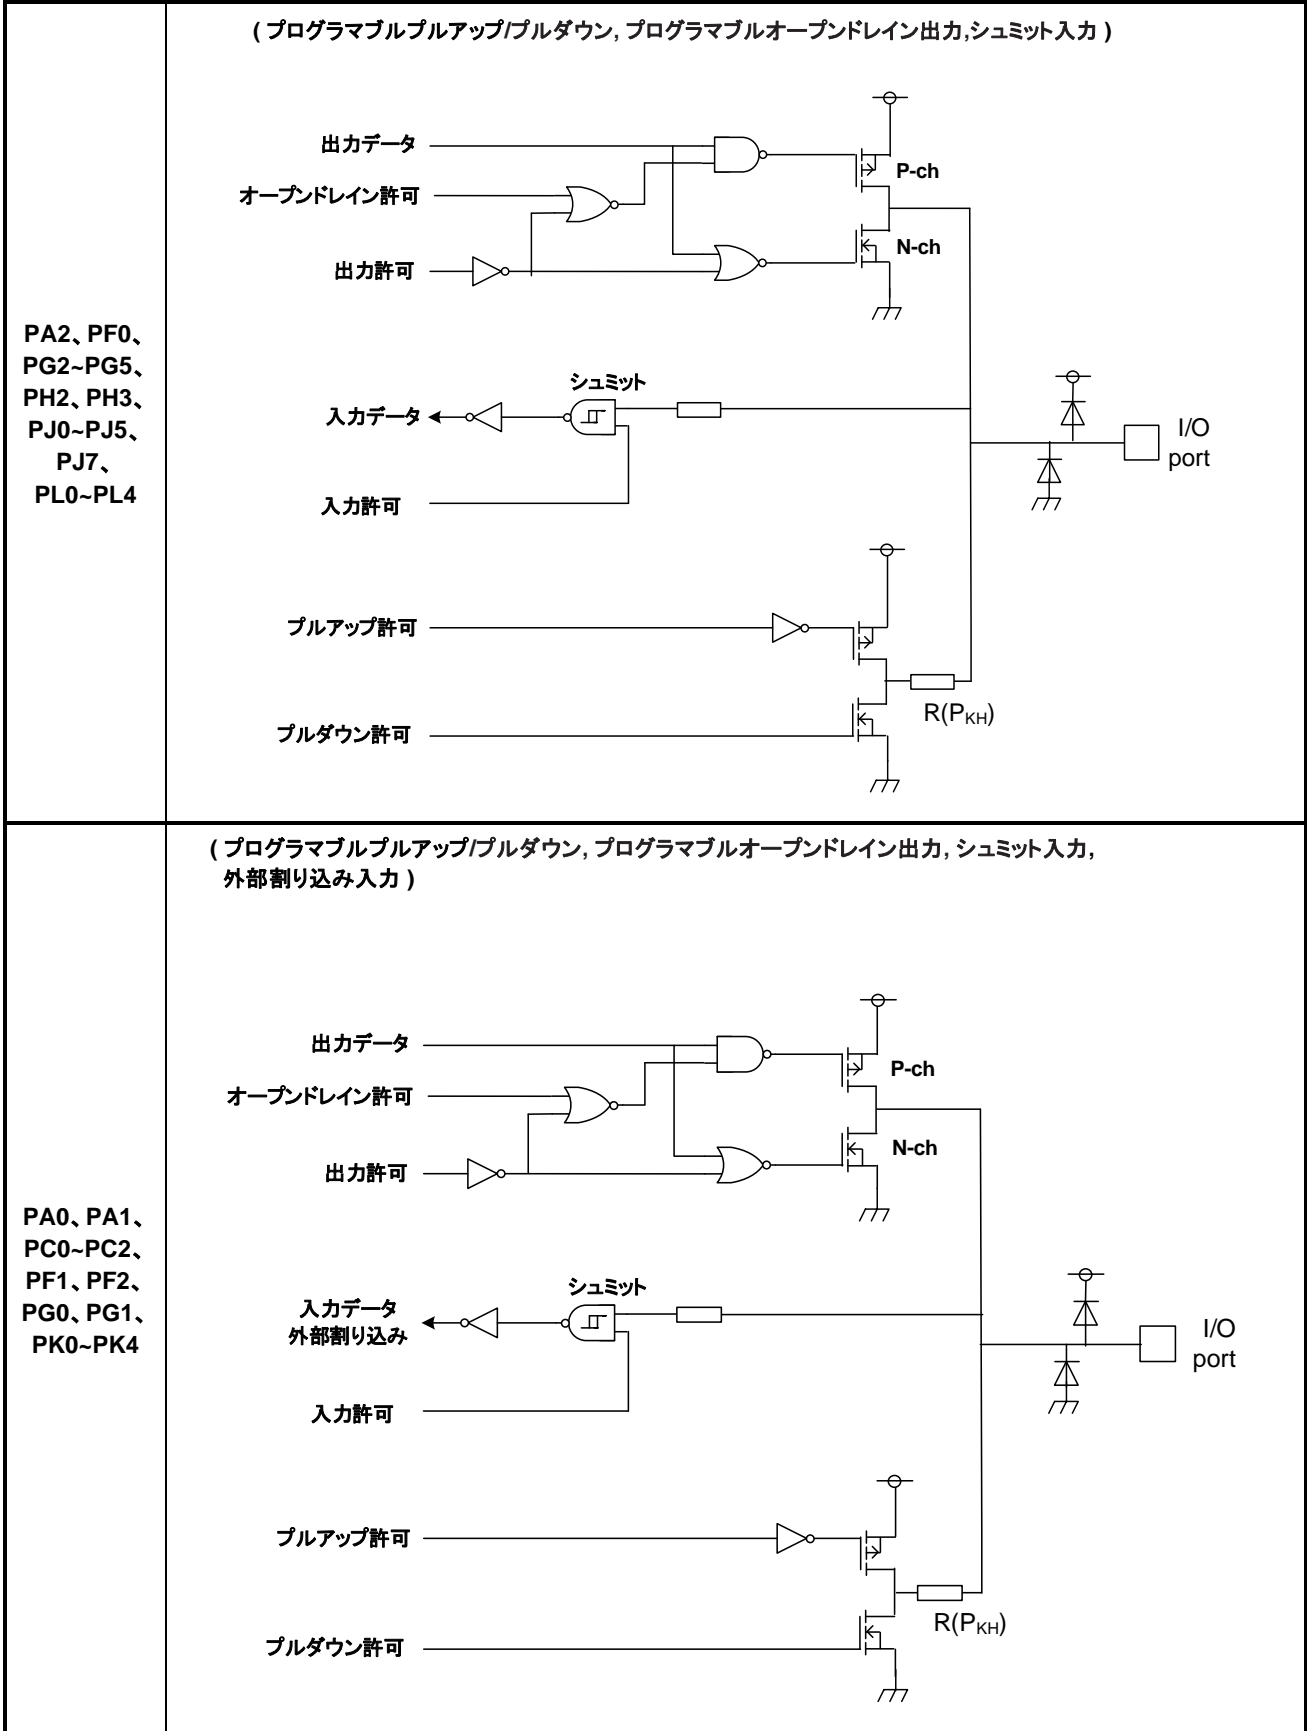 ( プログラマブルプルアップ/プルダウン, プログラマブルオープンドレイン出力,シュミット入力 )
出力データ
オープンドレイン許可
出力許可
P-ch
N-ch
PA2、PF0、
PG2~PG5、
PH2、PH3、
PJ0~PJ5、
PJ7、
PL0~PL4
シュミット
入力データ
入力許可
I/O
port
プルアップ許可
プルダウン許可
R(PKH)
( プログラマブルプルアップ/プルダウン, プログラマブルオープンドレイン出力, シュミット入力,
外部割り込み入力 )
出力データ
オープンドレイン許可
出力許可
P-ch
N-ch
PA0、PA1、
PC0~PC2、
PF1、PF2、
PG0、PG1、
PK0~PK4
シュミット
入力データ
外部割り込み
入力許可
I/O
port
プルアップ許可
プルダウン許可
R(PKH)